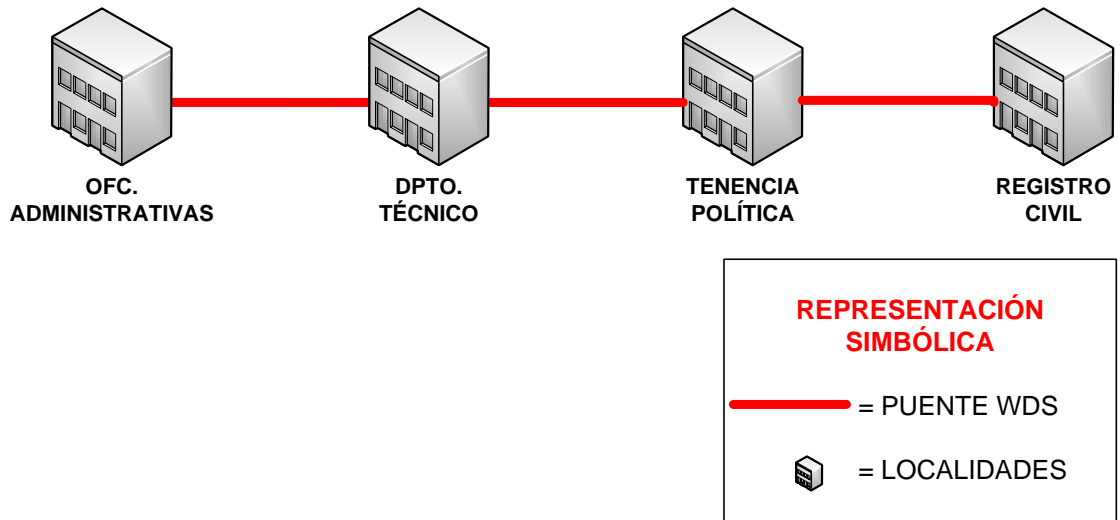 OFC.
ADMINISTRATIVAS
DPTO.
TÉCNICO
TENENCIA
POLÍTICA
REGISTRO
CIVIL
REPRESENTACIÓN
SIMBÓLICA
= PUENTE WDS
= LOCALIDADES